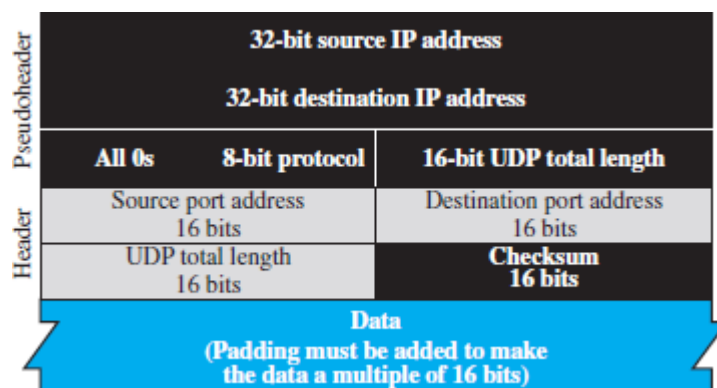 Pseudoheader
32-bit source IP address
32-bit destination IP address
All 0s 8-bit protocol 16-bit UDP total length
Header
Source port address Destination port address
16 bits 16 bits
UDP total length Checksum
16 bits 16 bits
Data
(Padding must be added to make
the data a multiple of 16 bits)